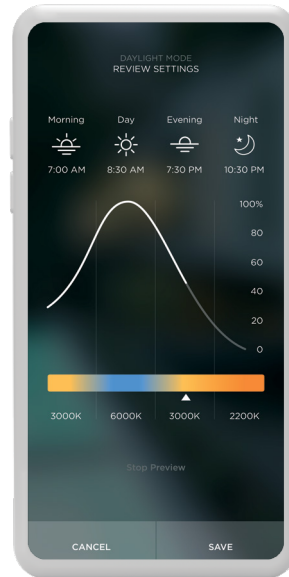 DAYLIGHT MODE
REVIEW SETTINGS
Morning Day Evening Night
7:00 AM 8:30 AM 7:30 PM 10:30 PM
100%
80
60
40
20
0
3000K 6000K 3000K 2200K
Stop Preview
CANCEL SAVE